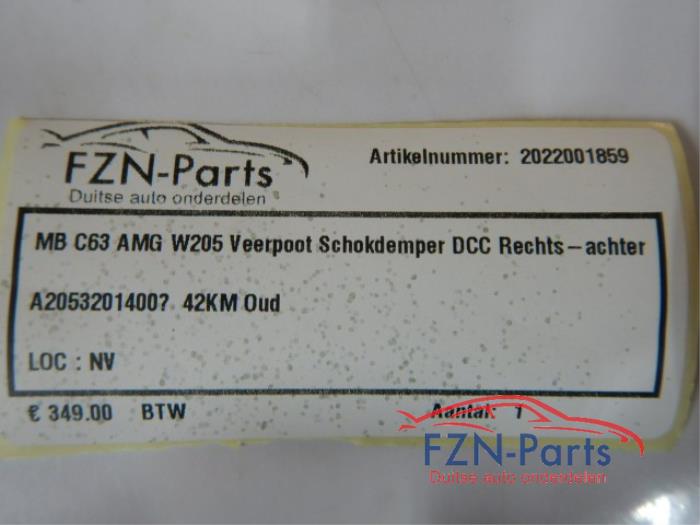 FZN-Parts
Duitse auto onderdelen
Artikelnummer: 2022001859
MB C63 AMG W205 Veerpoot Schokdemper DCC Rechts-achter
A2053201400? 42KM Oud
LOC : NV
€ 349.00 BTW
Aantal: 1
FZN-Parts
Duitse auto onderdelen